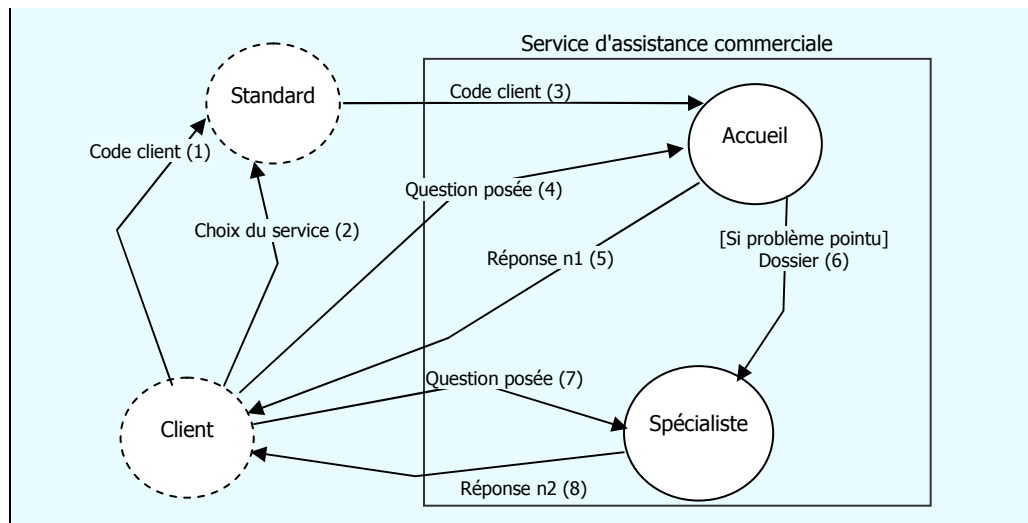 Service d'assistance commerciale
Standard
Code client (3)
Accueil
Code client (1)
Question posée (4)
Choix du service (2)
[Si problème pointu]
Dossier (6)
Réponse n1 (5)
Question posée (7)
Client
Spécialiste
Réponse n2 (8)